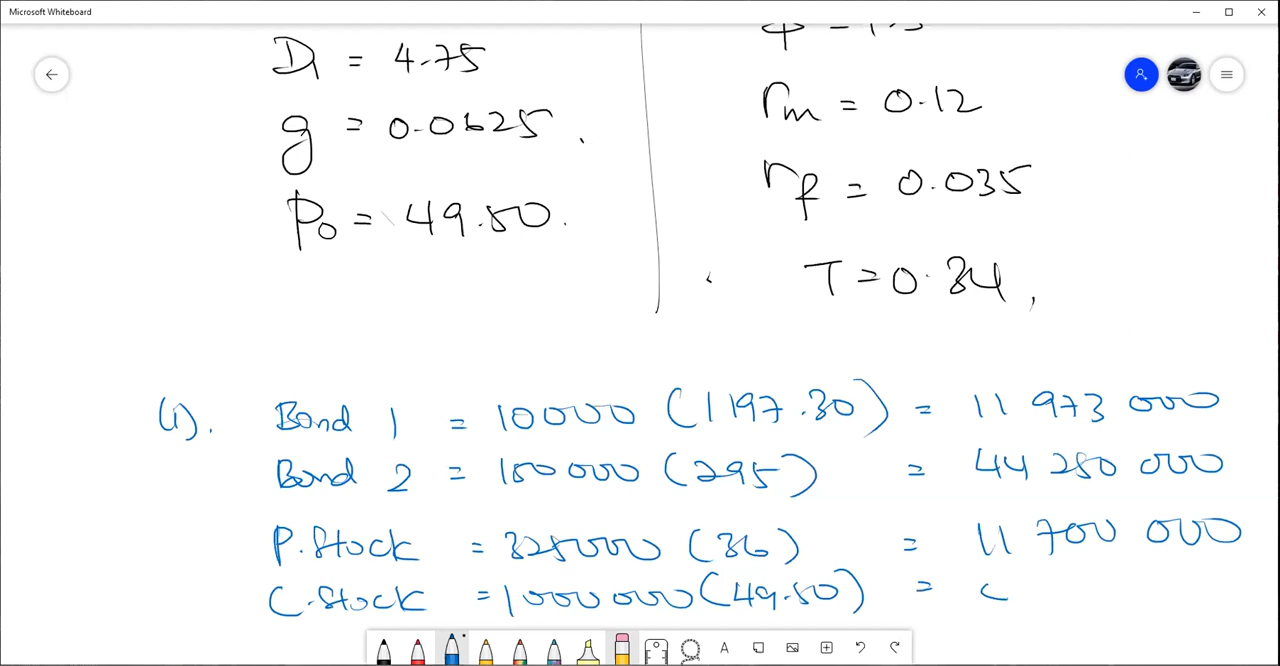 Microsoft Whiteboard
D1 = 4.75
g = 0.0625.
P0 = 49.50.
rm = 0.12
rf = 0.035
T = 0.34,
(i). Bond 1 = 10000 (1197.30) = 11 973 000
Bond 2 = 150000 (295) = 44 250 000
P.Stock = 325000 (36) = 11 700 000
C.Stock = 1000 000 (49.50) =